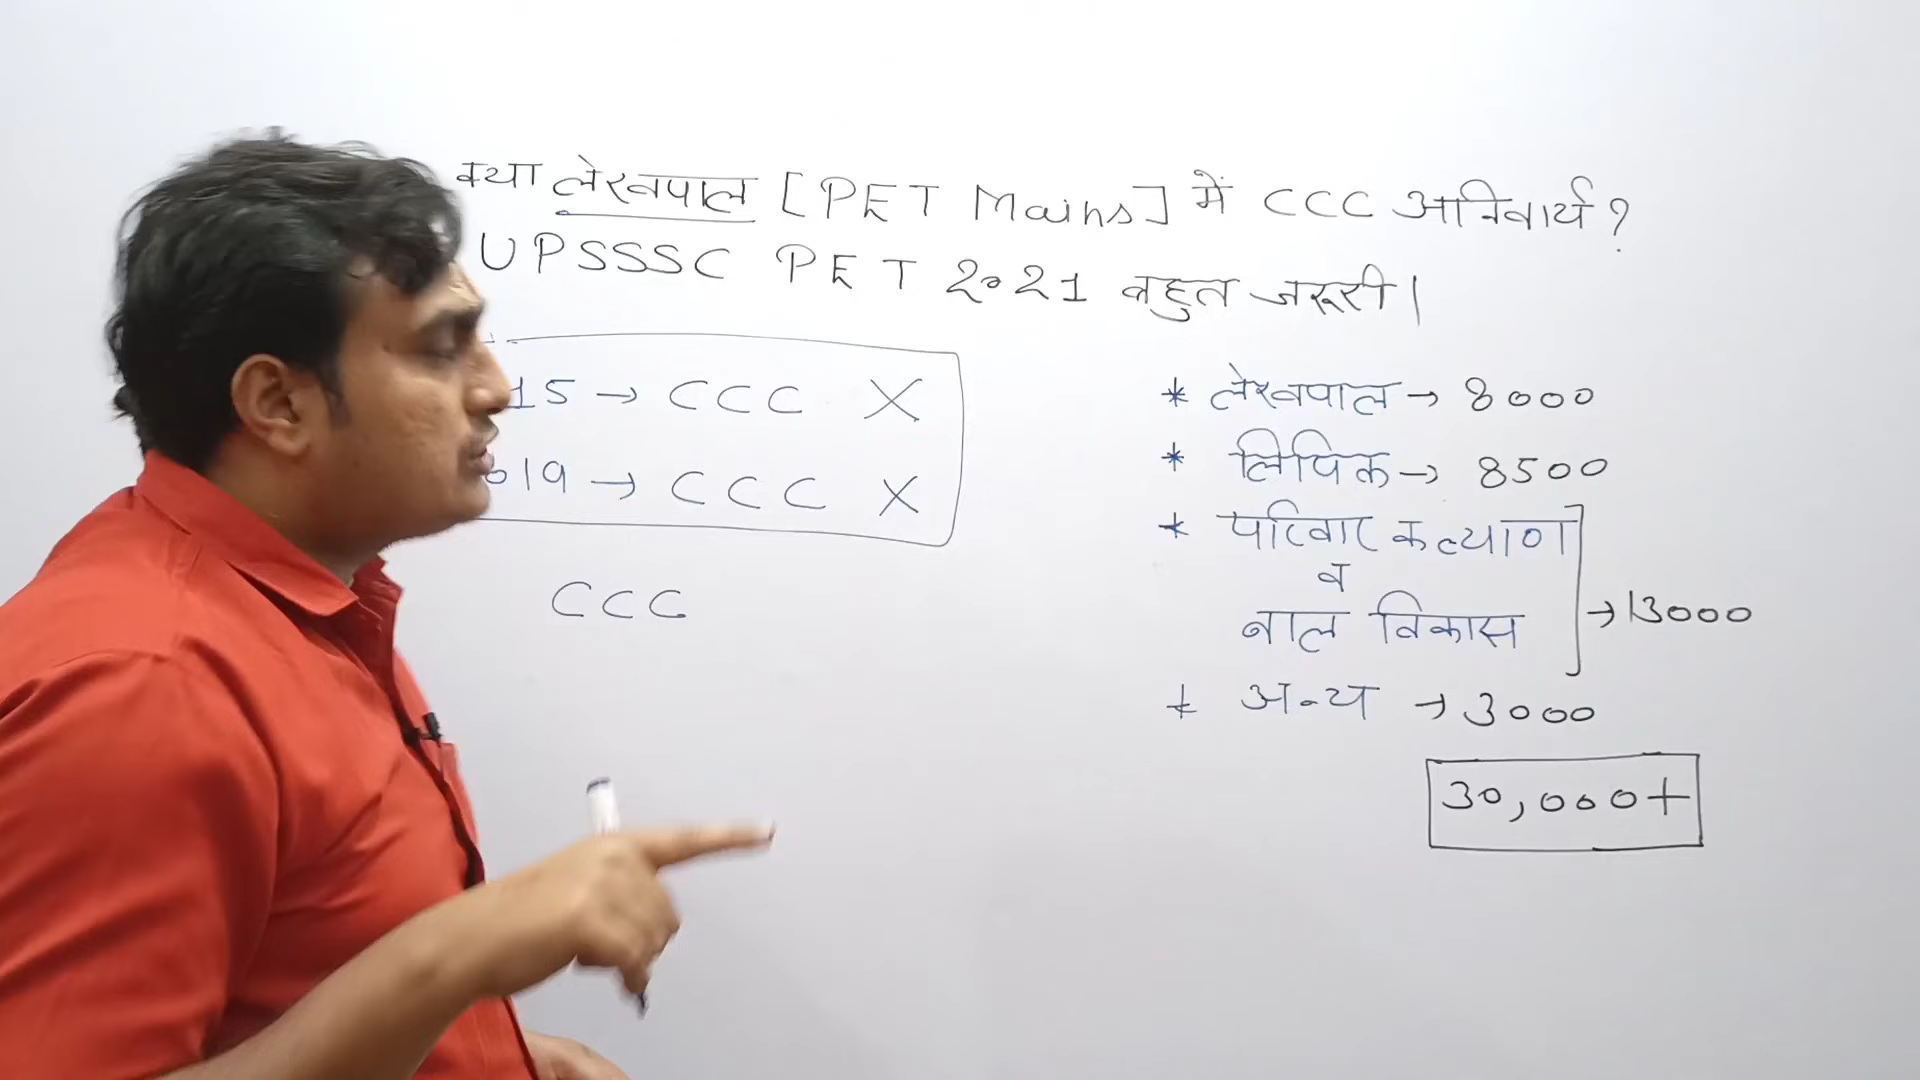 क्या लेखपाल [PET Mains] में CCC अनिवार्य ?
UPSSSC PET 2021 बहुत जरूरी।
15 → CCC X
019 → CCC X
CCC
* लेखपाल → 8000
* लिपिक → 8500
* परिवार कल्याण
व
बाल विकास
→ 13000
* अन्य → 3000
30,000+